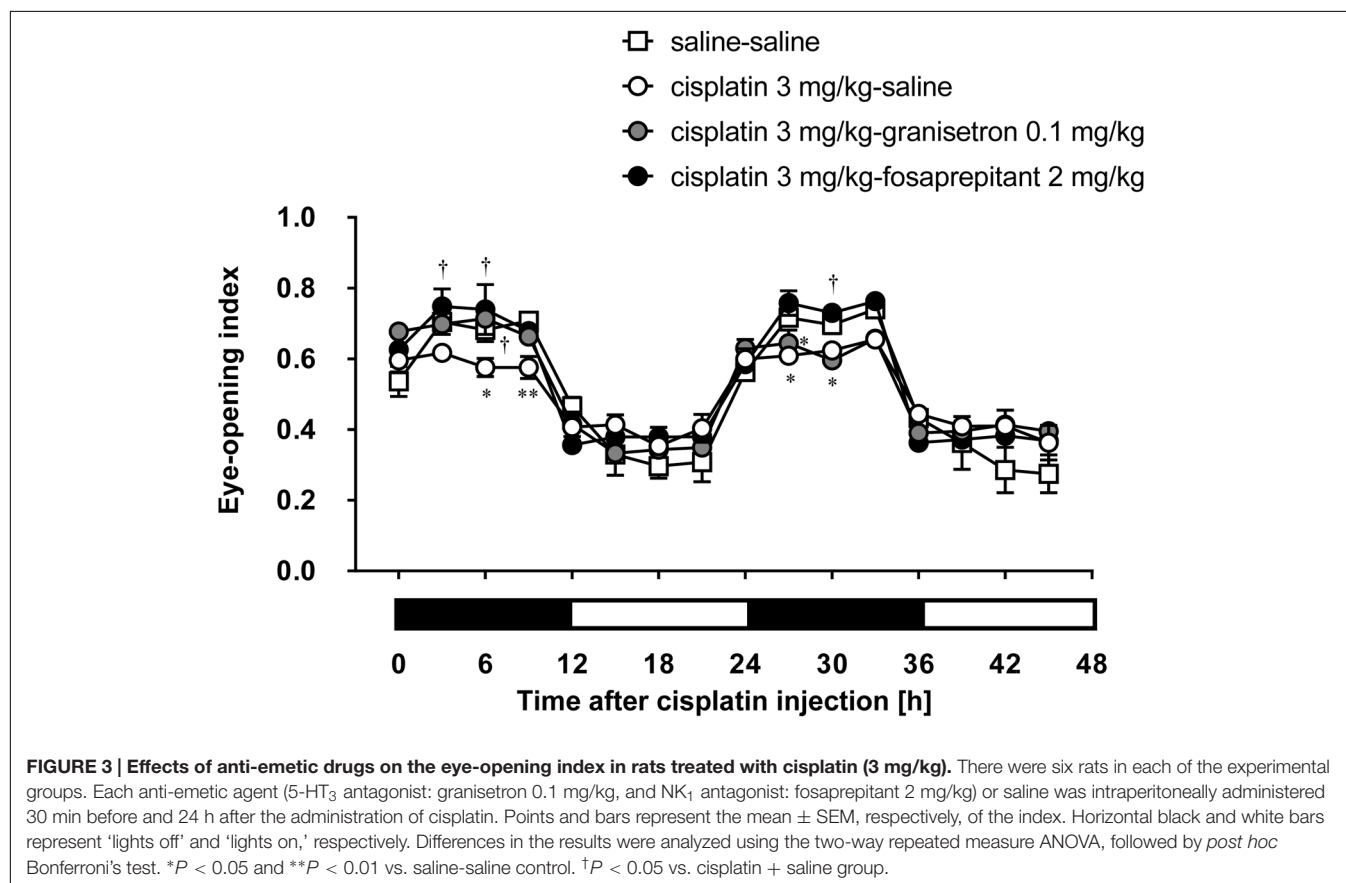 saline-saline
cisplatin 3 mg/kg-saline
cisplatin 3 mg/kg-granisetron 0.1 mg/kg
cisplatin 3 mg/kg-fosaprepitant 2 mg/kg
Eye-opening index
1.0
0.8
0.6
0.4
0.2
0.0
† † †
†
*
* ** * *
0 6 12 18 24 30 36 42 48
Time after cisplatin injection [h]
FIGURE 3 | Effects of anti-emetic drugs on the eye-opening index in rats treated with cisplatin (3 mg/kg). There were six rats in each of the experimental
groups. Each anti-emetic agent (5-HT₃ antagonist: granisetron 0.1 mg/kg, and NK₁ antagonist: fosaprepitant 2 mg/kg) or saline was intraperitoneally administered
30 min before and 24 h after the administration of cisplatin. Points and bars represent the mean ± SEM, respectively, of the index. Horizontal black and white bars
represent ‘lights off’ and ‘lights on,’ respectively. Differences in the results were analyzed using the two-way repeated measure ANOVA, followed by post hoc
Bonferroni’s test. *P < 0.05 and **P < 0.01 vs. saline-saline control. †P < 0.05 vs. cisplatin + saline group.